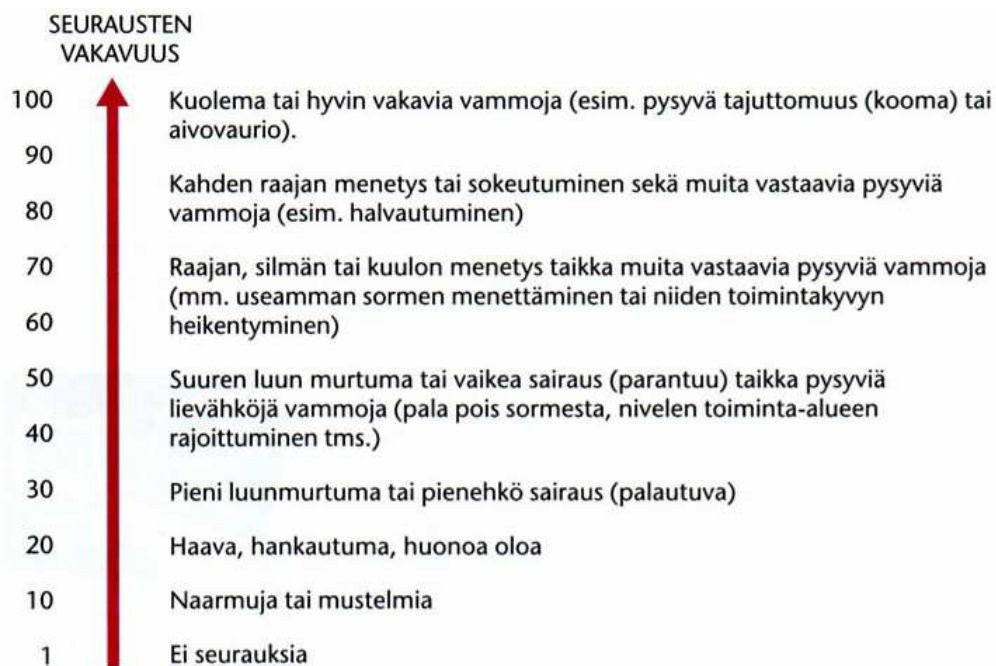 SEURAUSTEN
VAKAVUUS
100 Kuolema tai hyvin vakavia vammoja (esim. pysyvä tajuttomuus (kooma) tai
aivovaurio).
90
Kahden raajan menetys tai sokeutuminen sekä muita vastaavia pysyviä
80 vammoja (esim. halvautuminen)
70 Raajan, silmän tai kuulon menetys taikka muita vastaavia pysyviä vammoja
(mm. useamman sormen menettäminen tai niiden toimintakyvyn
60 heikentyminen)
50 Suuren luun murtuma tai vaikea sairaus (parantuu) taikka pysyviä
lievähköjä vammoja (pala pois sormesta, nivelen toiminta-alueen
40 rajoittuminen tms.)
30 Pieni luunmurtuma tai pienehkö sairaus (palautuva)
20 Haava, hankautuma, huonoa oloa
10 Naarmuja tai mustelmia
1 Ei seurauksia